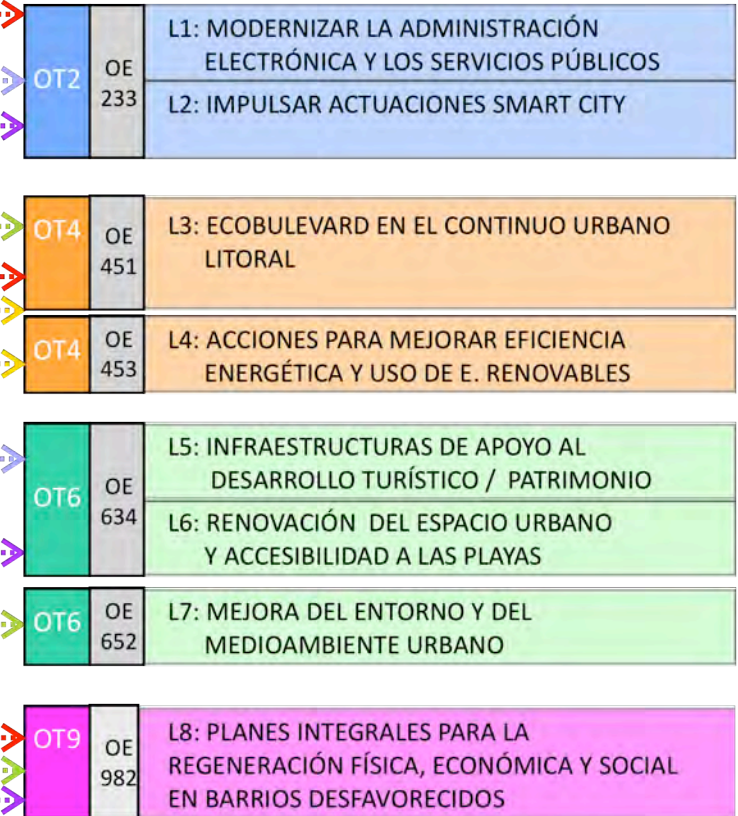 OT2
OE
233
L1: MODERNIZAR LA ADMINISTRACIÓN
ELECTRÓNICA Y LOS SERVICIOS PÚBLICOS
L2: IMPULSAR ACTUACIONES SMART CITY
OT4
OE
451
L3: ECOBULEVARD EN EL CONTINUO URBANO
LITORAL
OT4
OE
453
L4: ACCIONES PARA MEJORAR EFICIENCIA
ENERGÉTICA Y USO DE E. RENOVABLES
OT6
OE
634
L5: INFRAESTRUCTURAS DE APOYO AL
DESARROLLO TURÍSTICO / PATRIMONIO
L6: RENOVACIÓN DEL ESPACIO URBANO
Y ACCESIBILIDAD A LAS PLAYAS
OT6
OE
652
L7: MEJORA DEL ENTORNO Y DEL
MEDIOAMBIENTE URBANO
OT9
OE
982
L8: PLANES INTEGRALES PARA LA
REGENERACIÓN FÍSICA, ECONÓMICA Y SOCIAL
EN BARRIOS DESFAVORECIDOS